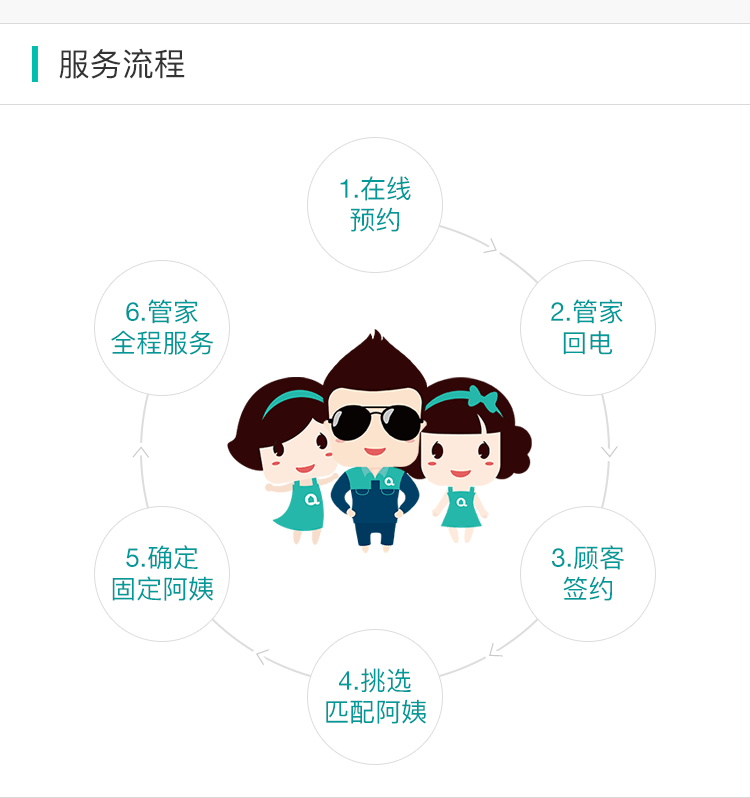 服务流程
1.在线
预约
2.管家
回电
3.顾客
签约
4.挑选
匹配阿姨
5.确定
固定阿姨
6.管家
全程服务